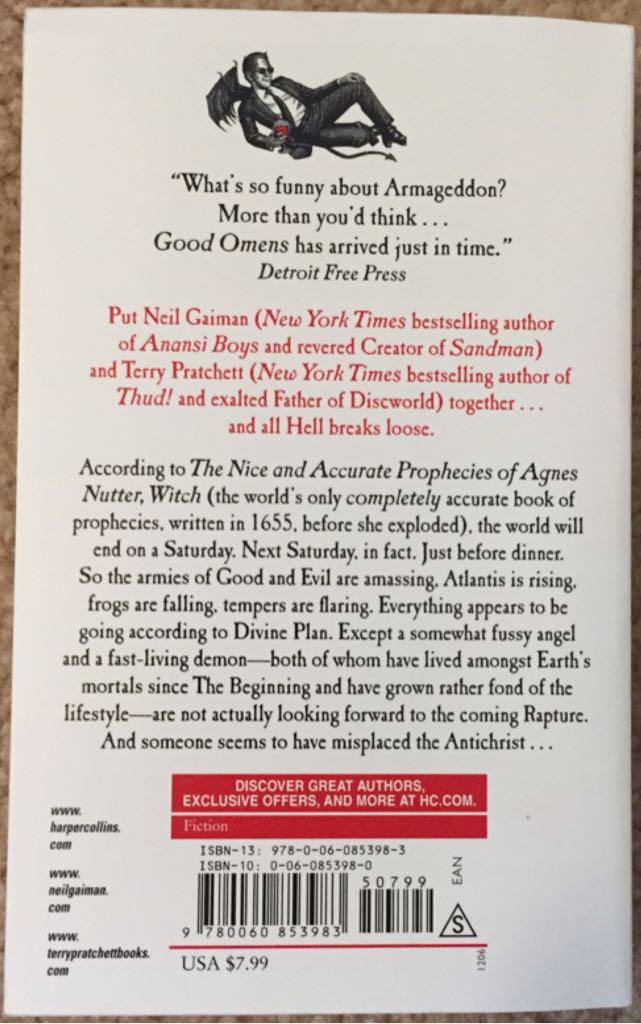 “What's so funny about Armageddon?
More than you'd think . . .
Good Omens has arrived just in time.”
Detroit Free Press
Put Neil Gaiman (New York Times bestselling author
of Anansi Boys and revered Creator of Sandman)
and Terry Pratchett (New York Times bestselling author of
Thud! and exalted Father of Discworld) together . . .
and all Hell breaks loose.
According to The Nice and Accurate Prophecies of Agnes
Nutter, Witch (the world's only completely accurate book of
prophecies, written in 1655, before she exploded), the world will
end on a Saturday. Next Saturday, in fact. Just before dinner.
So the armies of Good and Evil are amassing, Atlantis is rising,
frogs are falling, tempers are flaring. Everything appears to be
going according to Divine Plan. Except a somewhat fussy angel
and a fast-living demon—both of whom have lived amongst Earth's
mortals since The Beginning and have grown rather fond of the
lifestyle—are not actually looking forward to the coming Rapture.
And someone seems to have misplaced the Antichrist . . .
www.
harpercollins.
com
www.
neilgaiman.
com
www.
terrypratchettbooks.
com
DISCOVER GREAT AUTHORS,
EXCLUSIVE OFFERS, AND MORE AT HC.COM.
Fiction
ISBN-13: 978-0-06-085398-3
ISBN-10: 0-06-085398-0
50799
EAN
S
9 780060 853983
USA $7.99
1206